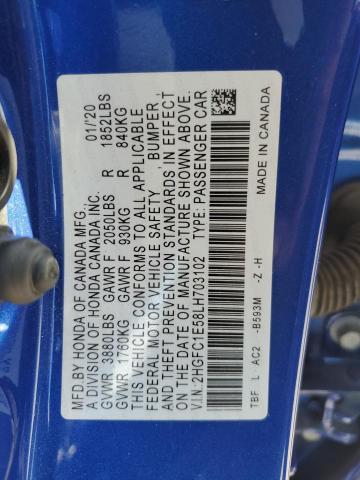 MFD BY HONDA OF CANADA MFG. 01/'20
A DIVISION OF HONDA CANADA INC.
GVWR 3880LBS GAWR F 2050LBS R 1852LBS
GVWR 1760KG GAWR F 930KG R 840KG
THIS VEHICLE CONFORMS TO ALL APPLICABLE
FEDERAL MOTOR VEHICLE SAFETY , BUMPER ,
AND THEFT PREVENTION STANDARDS IN EFFECT
ON THE DATE OF MANUFACTURE SHOWN ABOVE.
V.I.N. 2HGFC1E58LH703102 TYPE: PASSENGER CAR
TBF L AC2 -B593M -Z -H MADE IN CANADA